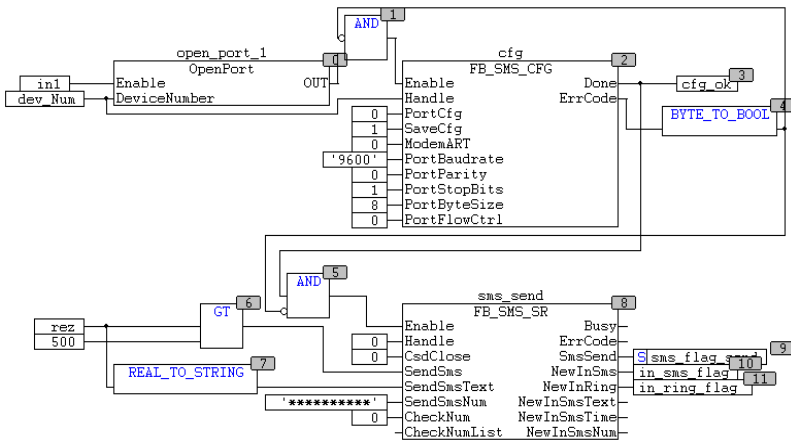 1
AND
open_port_1
0
OpenPort
cfg
2
FB_SMS_CFG
in1
Enable OUT
dev_Num
DeviceNumber
Enable Done
cfg_ok 3
Handle ErrCode
4
BYTE_TO_BOOL
0 PortCfg
1 SaveCfg
0 ModemART
'9600' PortBaudrate
0 PortParity
1 PortStopBits
8 PortByteSize
0 PortFlowCtrl
AND 5
sms_send
6
GT
8
FB_SMS_SR
rez
500
Enable Busy
0 Handle ErrCode
0 CsdClose SmsSend S sms_flag_send 9
7
REAL_TO_STRING
SendSms NewInSms in_sms_flag 10
SendSmsText NewInRing in_ring_flag 11
'**********' SendSmsNum NewInSmsText
0 CheckNum NewInSmsTime
CheckNumList NewInSmsNum